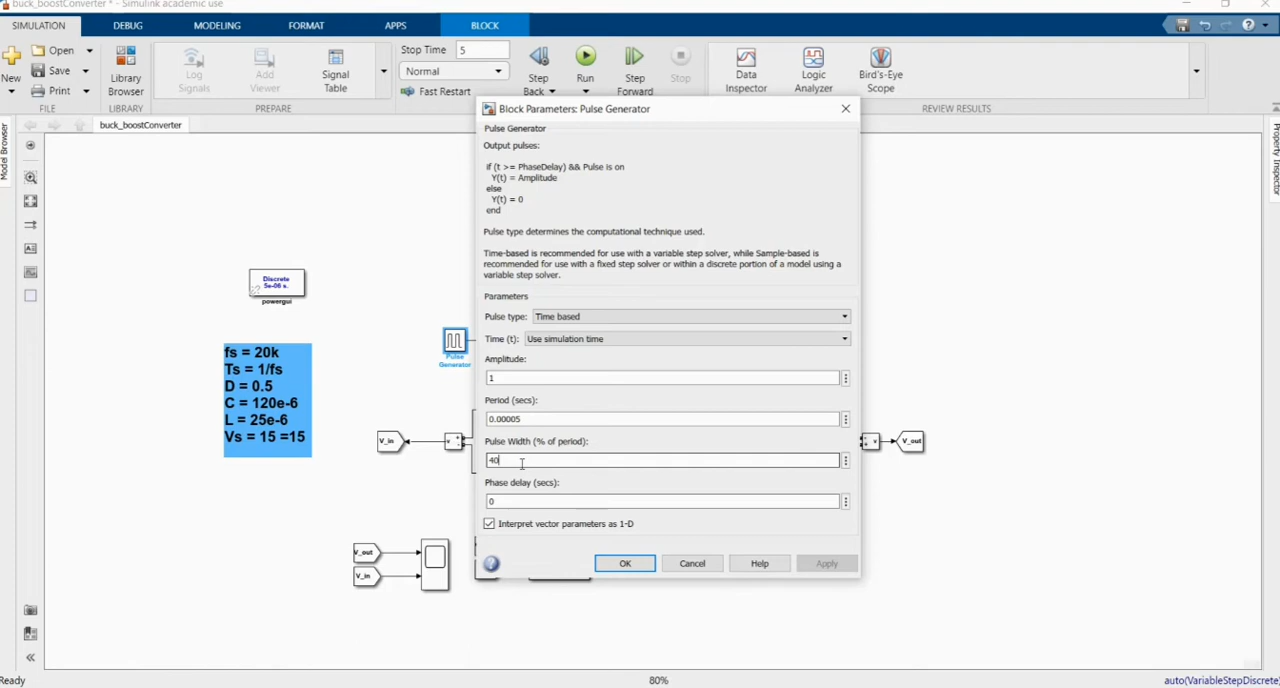 buck_boostConverter * - Simulink academic use
SIMULATION DEBUG MODELING FORMAT APPS BLOCK
New Open Save Print FILE
Library Browser LIBRARY
Log Signals Add Viewer Signal Table PREPARE
Stop Time 5
Normal
Fast Restart
Step Back Run Step Forward Stop
Data Inspector Logic Analyzer Bird's-Eye Scope
REVIEW RESULTS
buck_boostConverter
Model Browser
Property Inspector
Block Parameters: Pulse Generator
Pulse Generator
Output pulses:
if (t >= PhaseDelay) && Pulse is on
Y(t) = Amplitude
else
Y(t) = 0
end
Pulse type determines the computational technique used.
Time-based is recommended for use with a variable step solver, while Sample-based is
recommended for use with a fixed step solver or within a discrete portion of a model using a
variable step solver.
Parameters
Pulse type: Time based
Time (t): Use simulation time
Amplitude:
1
Period (secs):
0.00005
Pulse Width (% of period):
40
Phase delay (secs):
0
Interpret vector parameters as 1-D
OK Cancel Help Apply
Discrete
5e-06 s.
powergui
Pulse
Generator
fs = 20k
Ts = 1/fs
D = 0.5
C = 120e-6
L = 25e-6
Vs = 15 =15
V_in v + -
v V_out
V_out
V_in
Ready 80% auto(VariableStepDiscrete)